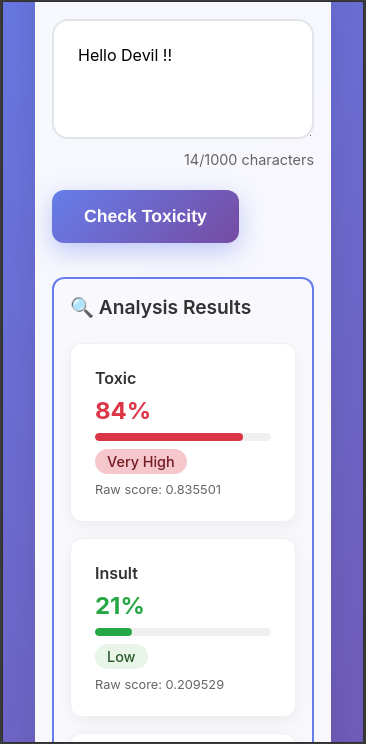 Hello Devil !!
14/1000 characters
Check Toxicity
🔍 Analysis Results
Toxic
84%
Very High
Raw score: 0.835501
Insult
21%
Low
Raw score: 0.209529